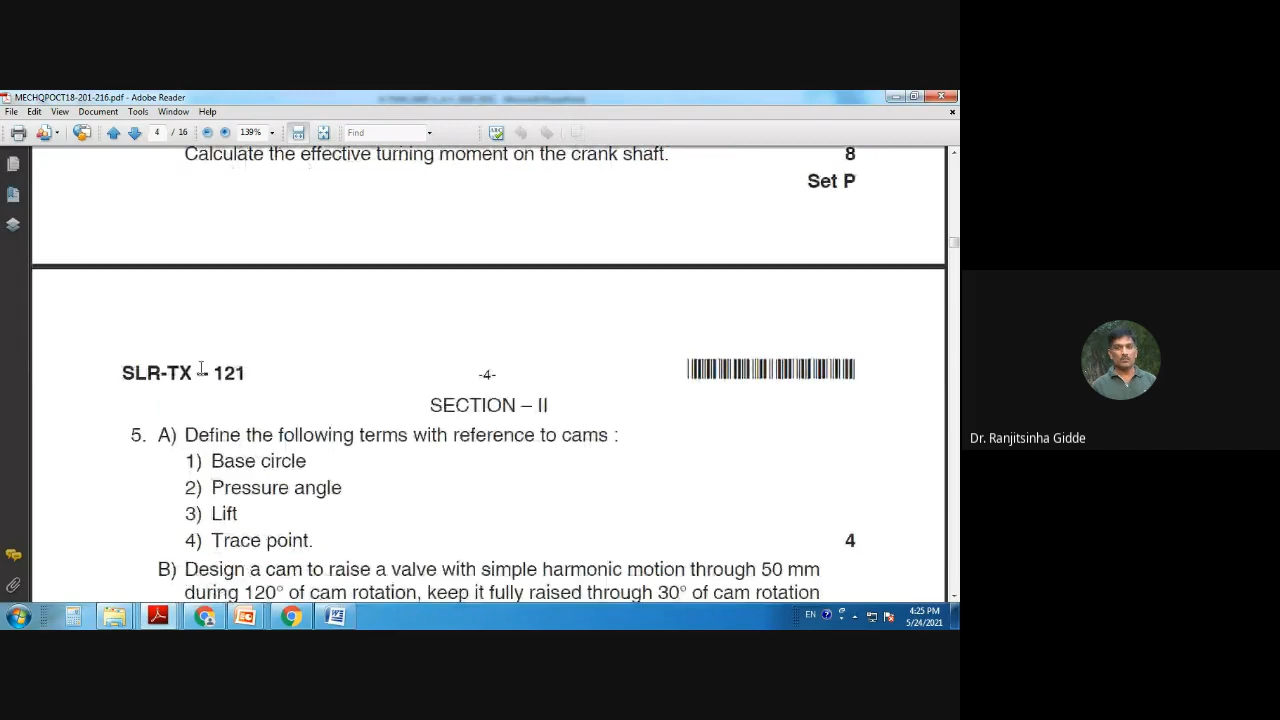 MECHQPOCT18-201-216.pdf - Adobe Reader
File Edit View Document Tools Window Help
4 / 16 139% Find
Calculate the effective turning moment on the crank shaft. 8
Set P
SLR-TX – 121 -4-
SECTION – II
5. A) Define the following terms with reference to cams :
1) Base circle
2) Pressure angle
3) Lift
4) Trace point. 4
B) Design a cam to raise a valve with simple harmonic motion through 50 mm
during 120° of cam rotation, keep it fully raised through 30° of cam rotation
EN 4:25 PM
5/24/2021
Dr. Ranjitsinha Gidde